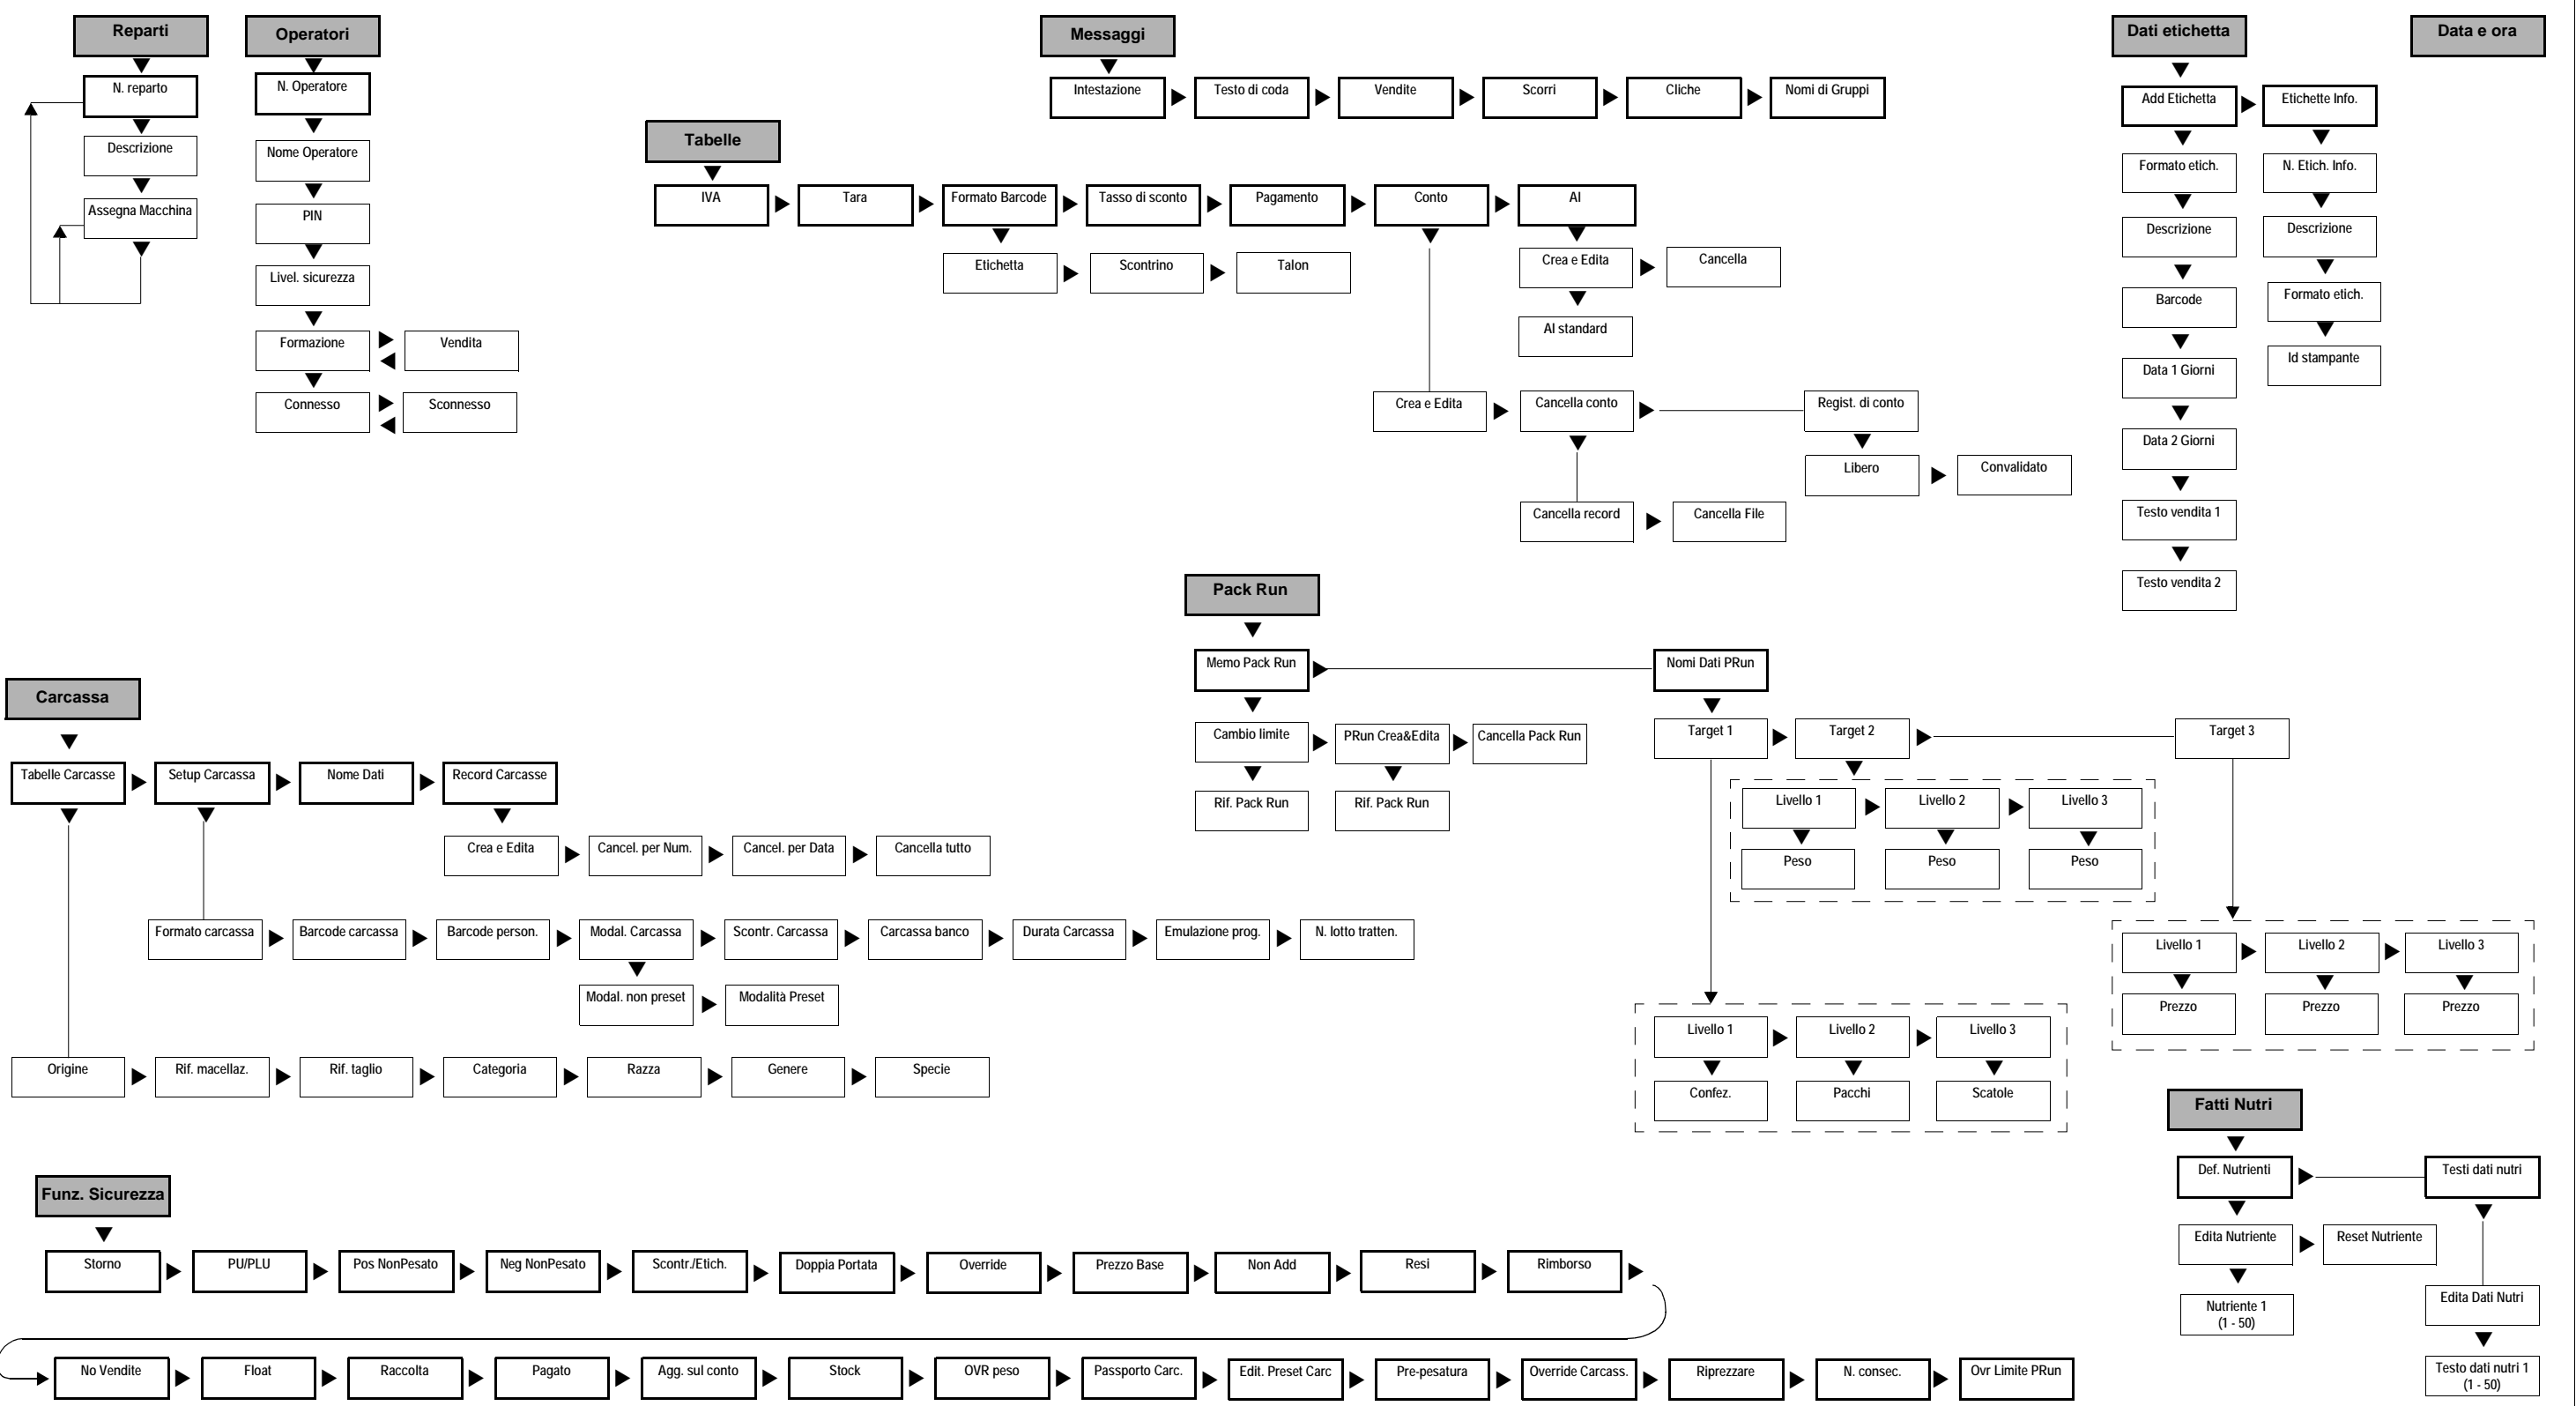 Reparti
N. reparto
Descrizione
Assegna Macchina
Operatori
N. Operatore
Nome Operatore
PIN
Livel. sicurezza
Formazione
Vendita
Connesso
Sconnesso
Messaggi
Intestazione
Testo di coda
Vendite
Scorri
Cliche
Nomi di Gruppi
Tabelle
IVA
Tara
Formato Barcode
Tasso di sconto
Pagamento
Conto
AI
Etichetta
Scontrino
Talon
Crea e Edita
Cancella
AI standard
Crea e Edita
Cancella conto
Regist. di conto
Libero
Convalidato
Cancella record
Cancella File
Dati etichetta
Add Etichetta
Etichette Info.
Formato etich.
N. Etich. Info.
Descrizione
Descrizione
Barcode
Formato etich.
Data 1 Giorni
Id stampante
Data 2 Giorni
Testo vendita 1
Testo vendita 2
Data e ora
Pack Run
Memo Pack Run
Nomi Dati PRun
Cambio limite
PRun Crea&Edita
Cancella Pack Run
Rif. Pack Run
Rif. Pack Run
Target 1
Target 2
Target 3
Livello 1
Livello 2
Livello 3
Peso
Peso
Peso
Livello 1
Livello 2
Livello 3
Prezzo
Prezzo
Prezzo
Livello 1
Livello 2
Livello 3
Confez.
Pacchi
Scatole
Carcassa
Tabelle Carcasse
Setup Carcassa
Nome Dati
Record Carcasse
Crea e Edita
Cancel. per Num.
Cancel. per Data
Cancella tutto
Formato carcassa
Barcode carcassa
Barcode person.
Modal. Carcassa
Scontr. Carcassa
Carcassa banco
Durata Carcassa
Emulazione prog.
N. lotto tratten.
Modal. non preset
Modalità Preset
Origine
Rif. macellaz.
Rif. taglio
Categoria
Razza
Genere
Specie
Fatti Nutri
Def. Nutrienti
Testi dati nutri
Edita Nutriente
Reset Nutriente
Nutriente 1
(1 - 50)
Edita Dati Nutri
Testo dati nutri 1
(1 - 50)
Funz. Sicurezza
Storno
PU/PLU
Pos NonPesato
Neg NonPesato
Scontr./Etich.
Doppia Portata
Override
Prezzo Base
Non Add
Resi
Rimborso
No Vendite
Float
Raccolta
Pagato
Agg. sul conto
Stock
OVR peso
Passporto Carc.
Edit. Preset Carc
Pre-pesatura
Override Carcass.
Riprezzare
N. consec.
Ovr Limite PRun